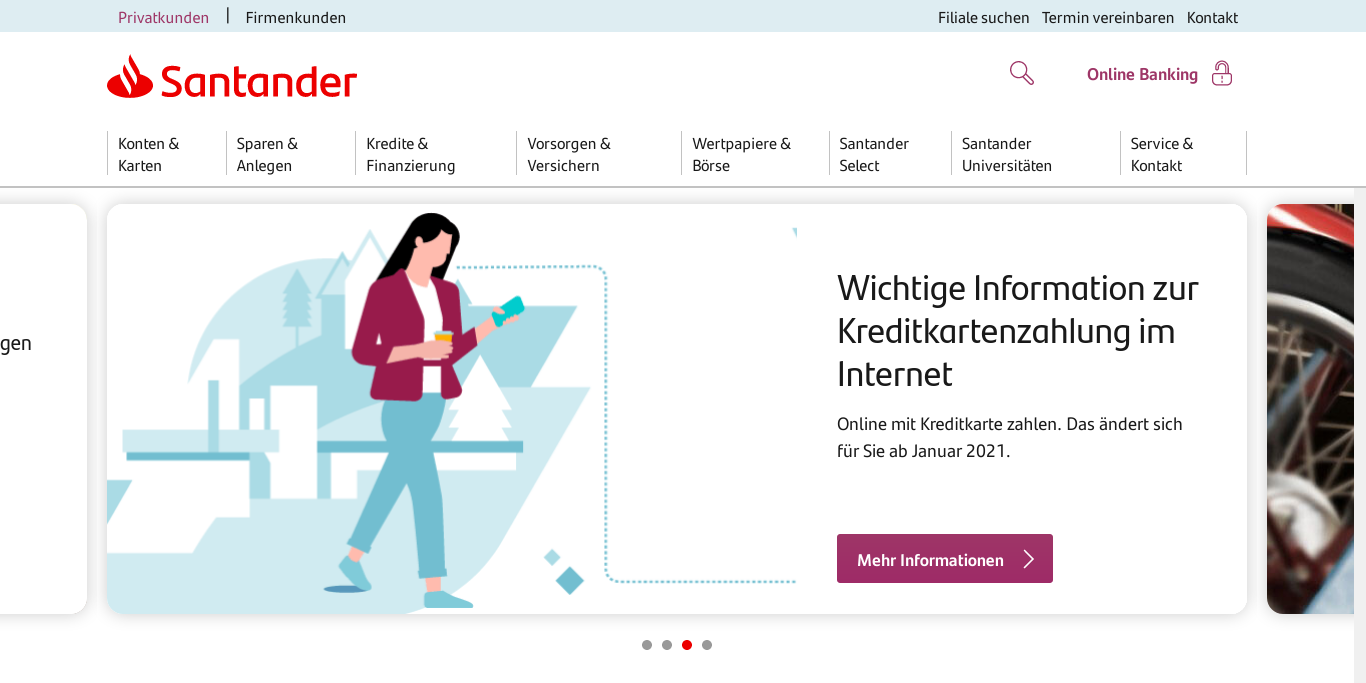 Privatkunden | Firmenkunden
Filiale suchen Termin vereinbaren Kontakt
Santander
Online Banking
Konten &
Karten
Sparen &
Anlegen
Kredite &
Finanzierung
Vorsorgen &
Versichern
Wertpapiere &
Börse
Santander
Select
Santander
Universitäten
Service &
Kontakt
gen
Wichtige Information zur
Kreditkartenzahlung im
Internet
Online mit Kreditkarte zahlen. Das ändert sich
für Sie ab Januar 2021.
Mehr Informationen